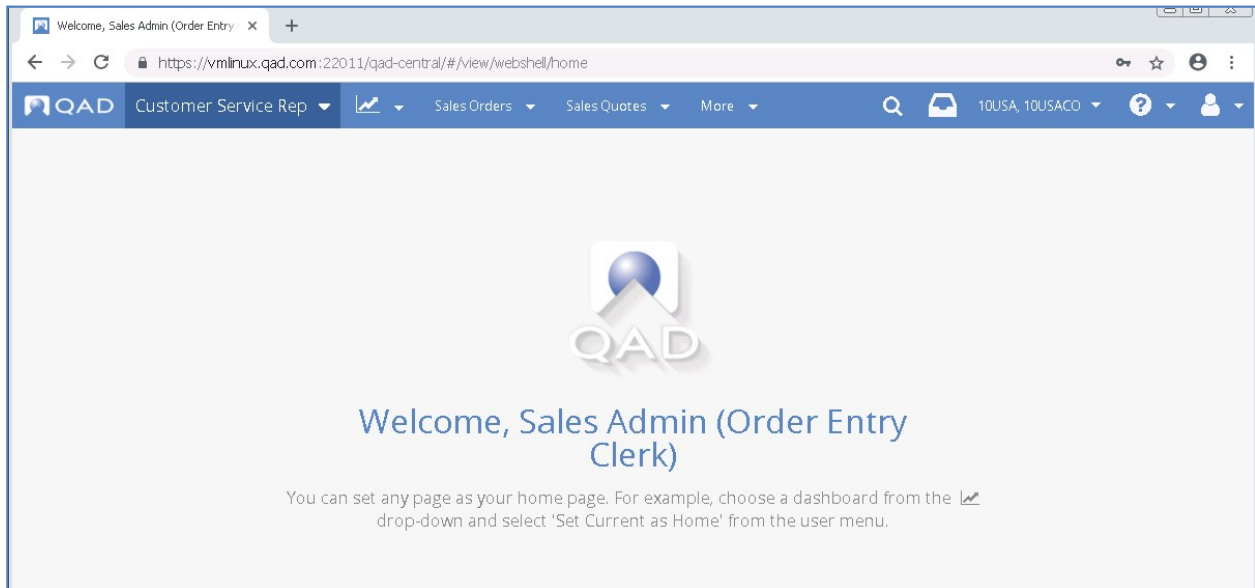 Welcome, Sales Admin (Order Entry
https://vmlinux.qad.com:22011/qad-central/#/view/webshell/home
QAD Customer Service Rep Sales Orders Sales Quotes More 10USA, 10USACO ?
QAD
Welcome, Sales Admin (Order Entry
Clerk)
You can set any page as your home page. For example, choose a dashboard from the
drop-down and select 'Set Current as Home' from the user menu.